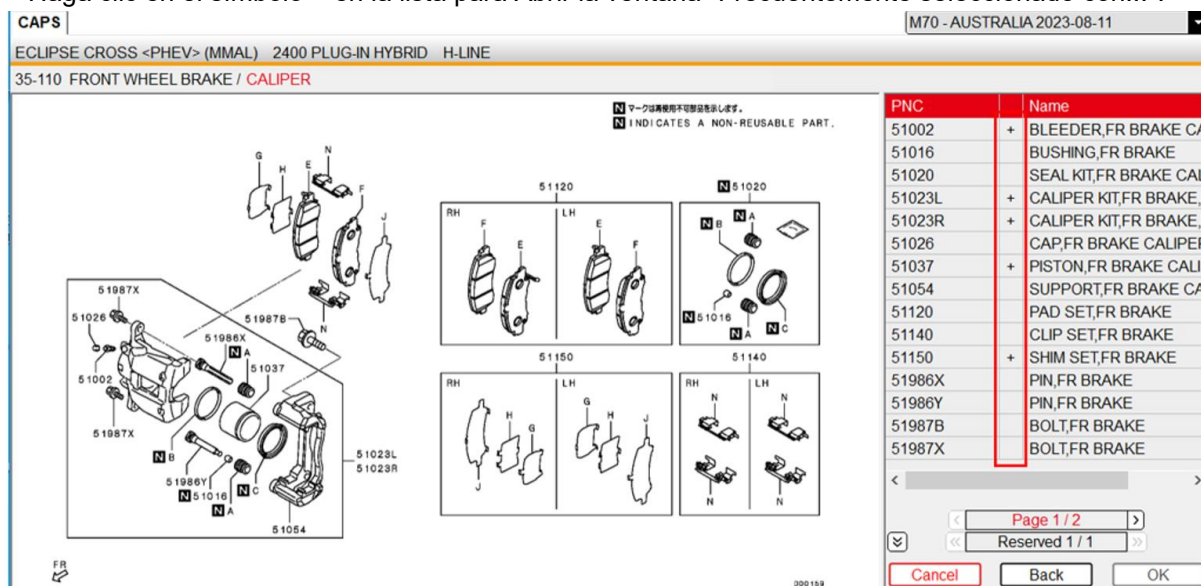 CAPS
M70 - AUSTRALIA 2023-08-11
ECLIPSE CROSS <PHEV> (MMAL) 2400 PLUG-IN HYBRID H-LINE
35-110 FRONT WHEEL BRAKE / CALIPER
N マークは再使用不可部品を示します。
N INDICATES A NON-REUSABLE PART.
G
H
E
N
F
J
N
51120
RH
LH
F
E
E
F
N 51020
N A
N B
N 51016
N A
N C
51987X
51026
51002
51987X
51986X
N A
51987B
51037
N B
51986Y
N 51016
N A
N C
51054
51023L
51023R
51150
RH
LH
J
H
G
G
H
J
51140
RH
LH
N
N
N
N
FR
000159
PNC Name
51002 + BLEEDER,FR BRAKE CA
51016 BUSHING,FR BRAKE
51020 SEAL KIT,FR BRAKE CAL
51023L + CALIPER KIT,FR BRAKE,
51023R + CALIPER KIT,FR BRAKE,
51026 CAP,FR BRAKE CALIPER
51037 + PISTON,FR BRAKE CALI
51054 SUPPORT,FR BRAKE CA
51120 PAD SET,FR BRAKE
51140 CLIP SET,FR BRAKE
51150 + SHIM SET,FR BRAKE
51986X PIN,FR BRAKE
51986Y PIN,FR BRAKE
51987B BOLT,FR BRAKE
51987X BOLT,FR BRAKE
< >
< Page 1 / 2 >
<< Reserved 1 / 1 >>
Cancel Back OK